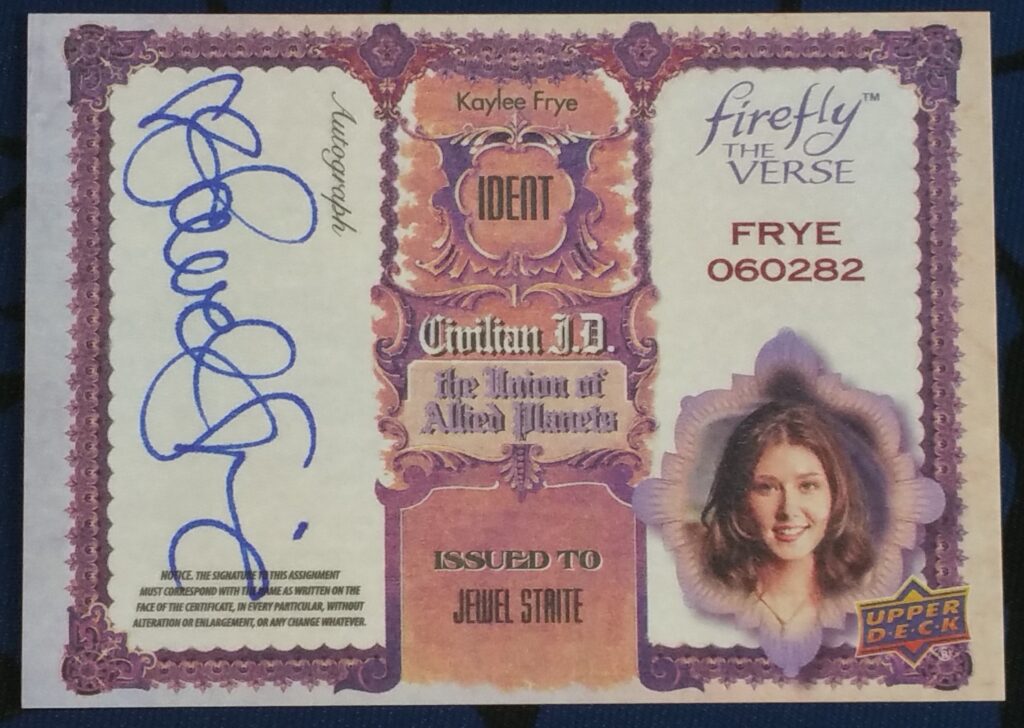 Autograph
NOTICE. THE SIGNATURE TO THIS ASSIGNMENT
MUST CORRESPOND WITH THE NAME AS WRITTEN ON THE
FACE OF THE CERTIFICATE, IN EVERY PARTICULAR, WITHOUT
ALTERATION OR ENLARGEMENT, OR ANY CHANGE WHATEVER.
Kaylee Frye
IDENT
Civilian I.D.
the Union of
Allied Planets
ISSUED TO
JEWEL STAITE
firefly™
THE
VERSE
FRYE
060282
UPPER
D·E·C·K